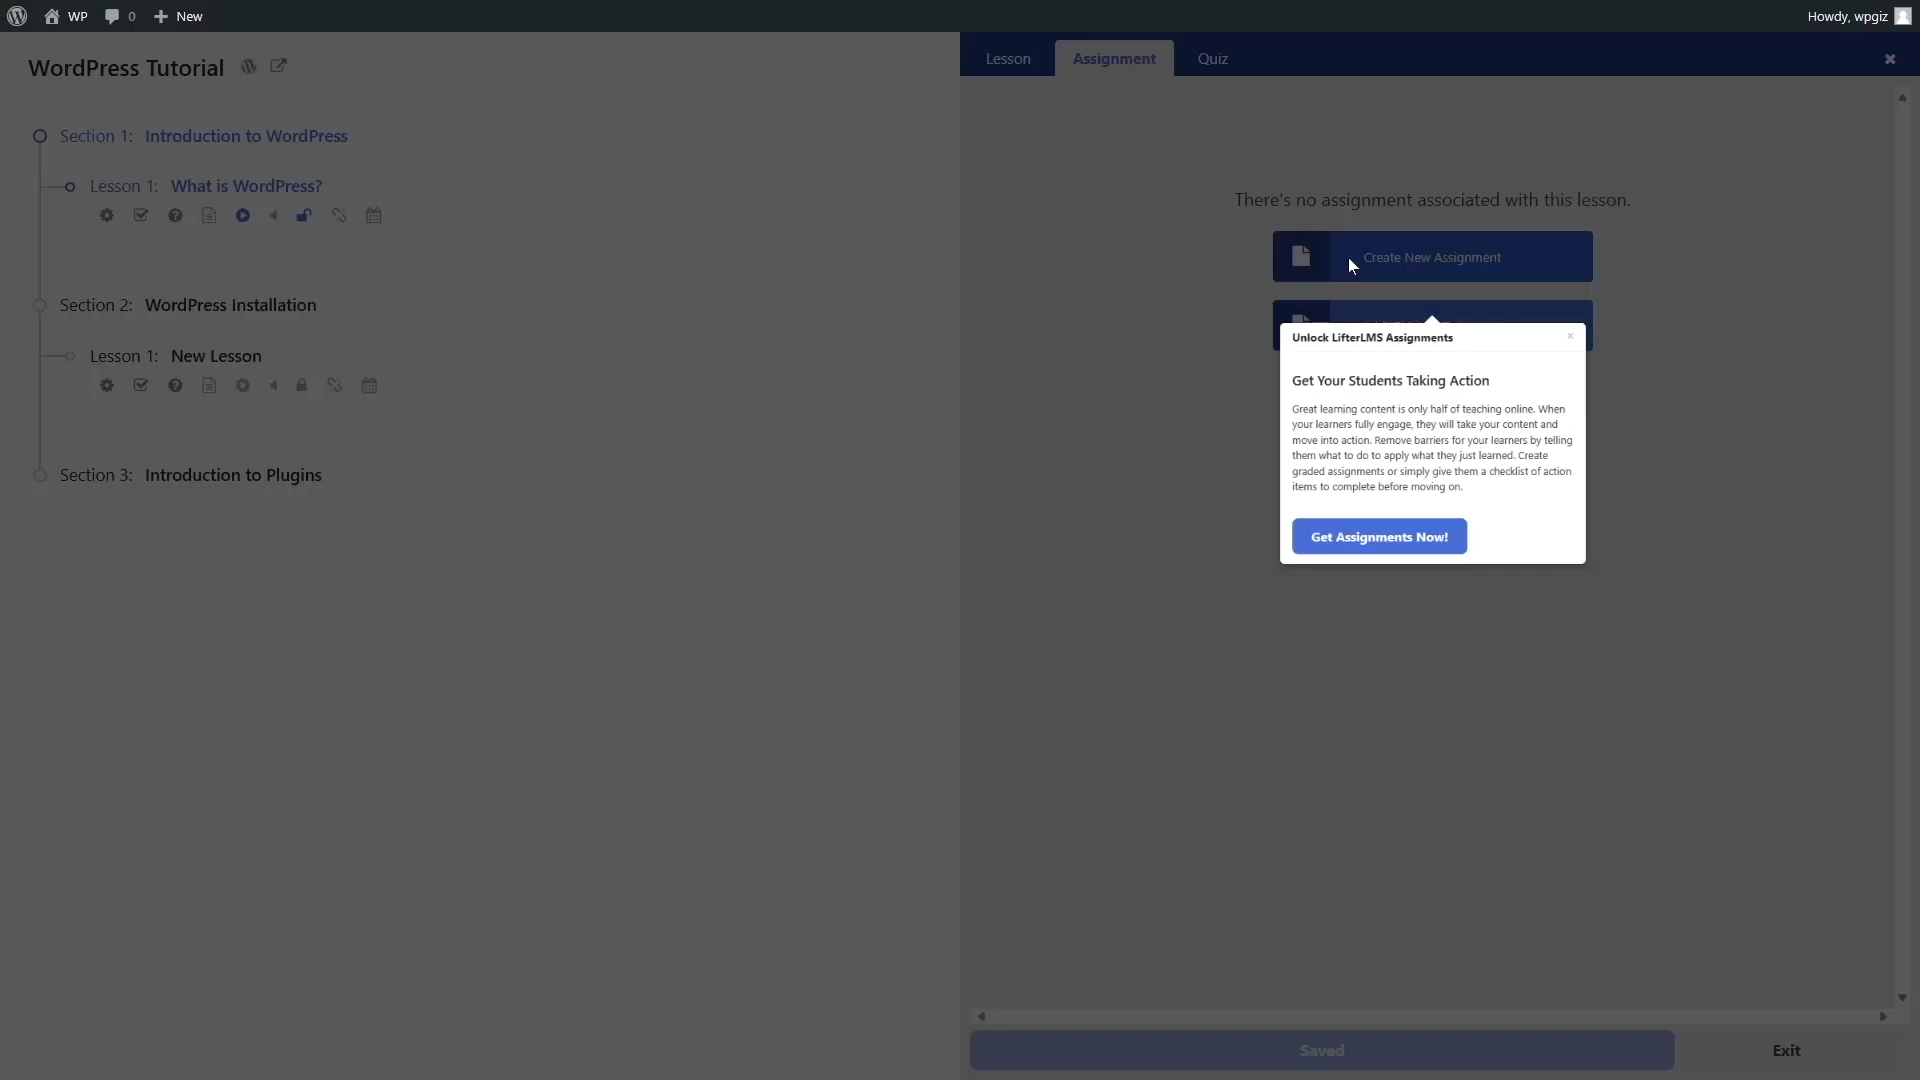 WP
0
New
Howdy, wpgiz
WordPress Tutorial
Lesson
Assignment
Quiz
Section 1: Introduction to WordPress
Lesson 1: What is WordPress?
Section 2: WordPress Installation
Lesson 1: New Lesson
Section 3: Introduction to Plugins
There's no assignment associated with this lesson.
Create New Assignment
Unlock LifterLMS Assignments
Get Your Students Taking Action
Great learning content is only half of teaching online. When
your learners fully engage, they will take your content and
move into action. Remove barriers for your learners by telling
them what to do to apply what they just learned. Create
graded assignments or simply give them a checklist of action
items to complete before moving on.
Get Assignments Now!
Saved
Exit